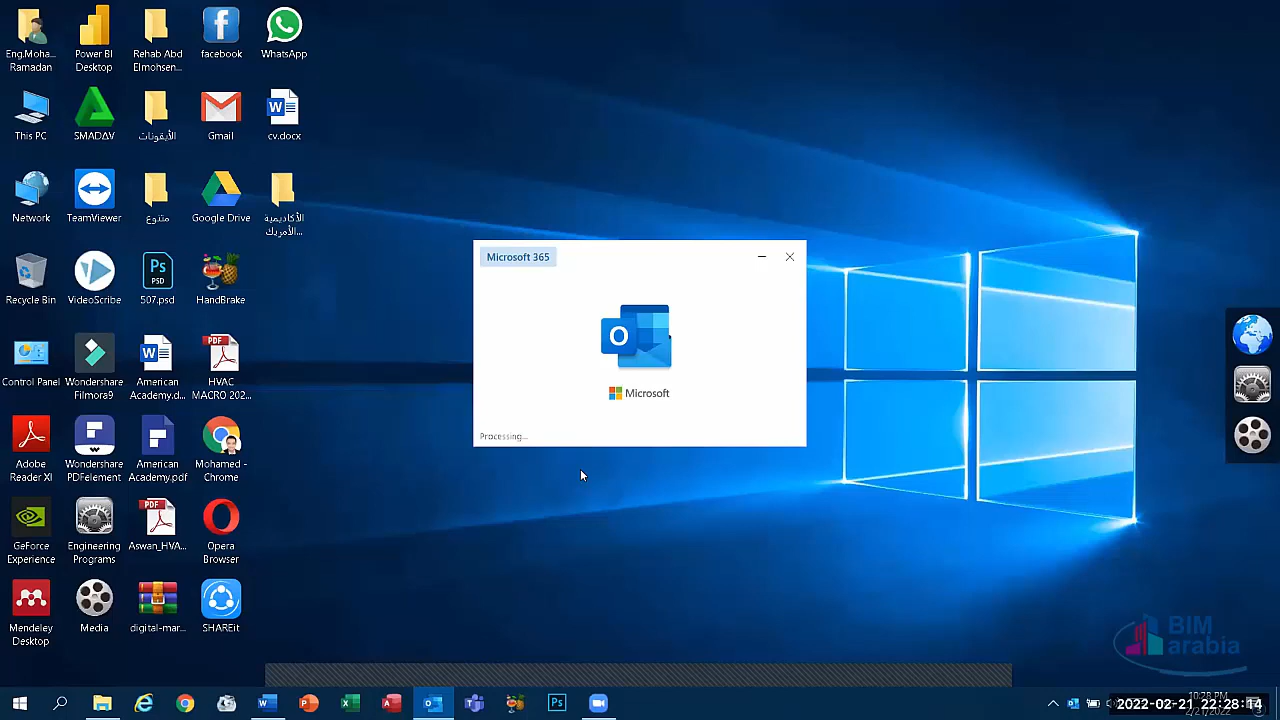 Eng.Moha...
Ramadan
Power BI
Desktop
Rehab Abd
Elmohsen...
facebook
WhatsApp
This PC
SMADAV
الأيقونات
Gmail
cv.docx
Network
TeamViewer
متنوع
Google Drive
الأكاديمية
الأمريك...
Recycle Bin
VideoScribe
507.psd
HandBrake
Control Panel
Wondershare
Filmora9
American
Academy.d...
HVAC
MACRO 202...
Adobe
Reader XI
Wondershare
PDFelement
American
Academy.pdf
Mohamed -
Chrome
GeForce
Experience
Engineering
Programs
Aswan_HVA...
Opera
Browser
Mendeley
Desktop
Media
digital-mar...
SHAREit
Microsoft 365
Microsoft
Processing...
BIM
arabia
10:28 PM
2022-02-21 22:28:14